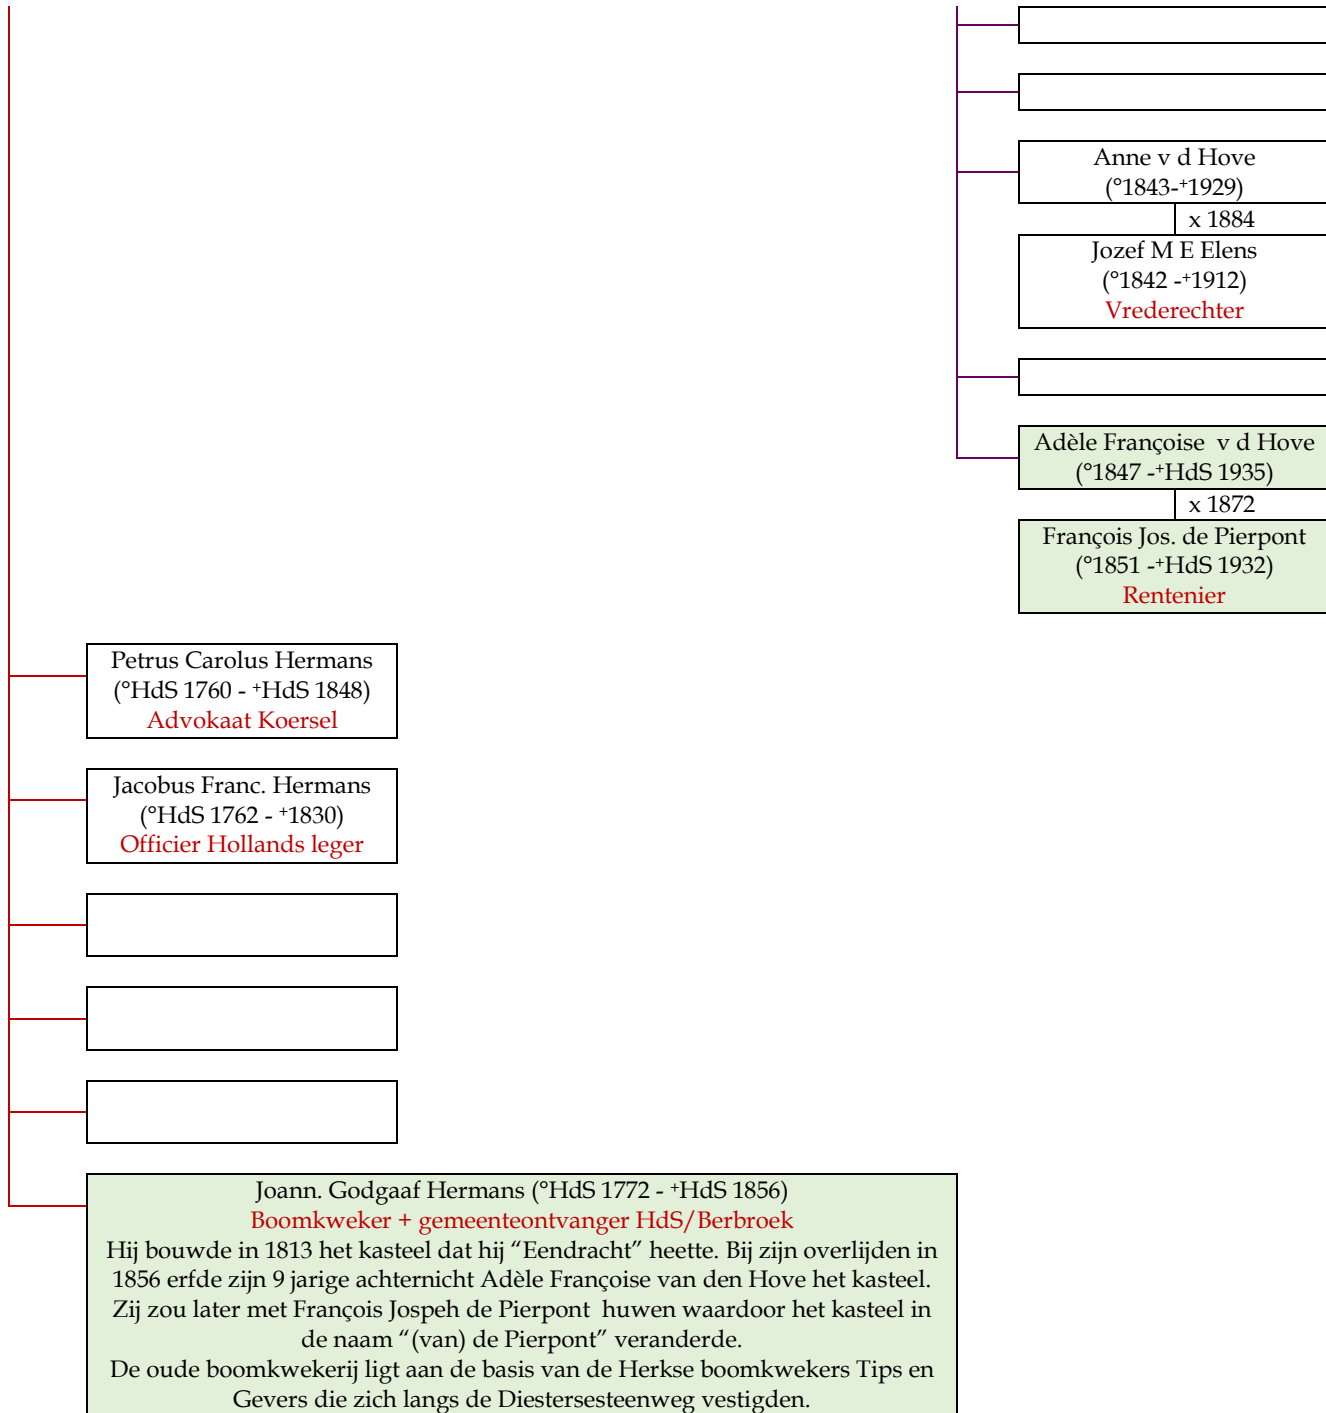 Anne v d Hove
(°1843-⁺1929)
x 1884
Jozef M E Elens
(°1842 -⁺1912)
Vrederechter
Adèle Françoise v d Hove
(°1847 -⁺HdS 1935)
x 1872
François Jos. de Pierpont
(°1851 -⁺HdS 1932)
Rentenier
Petrus Carolus Hermans
(°HdS 1760 - ⁺HdS 1848)
Advokaat Koersel
Jacobus Franc. Hermans
(°HdS 1762 - ⁺1830)
Officier Hollands leger
Joann. Godgaaf Hermans (°HdS 1772 - ⁺HdS 1856)
Boomkweker + gemeenteontvanger HdS/Berbroek
Hij bouwde in 1813 het kasteel dat hij “Eendracht” heette. Bij zijn overlijden in
1856 erfde zijn 9 jarige achternicht Adèle Françoise van den Hove het kasteel.
Zij zou later met François Jospeh de Pierpont huwen waardoor het kasteel in
de naam “(van) de Pierpont” veranderde.
De oude boomkwekerij ligt aan de basis van de Herkse boomkwekers Tips en
Gevers die zich langs de Diestersesteenweg vestigden.